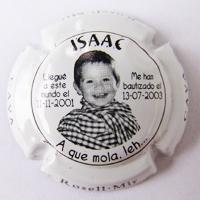 ISAAC
Llegué
a este
mundo el
11-11-2001
Me han
bautizado el
13-07-2003
A que mola, ¡eh...
Rosell·Mir